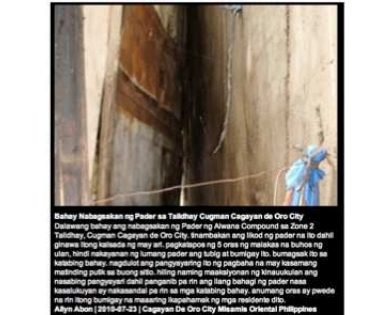 Bahay Nabagsakan ng Pader sa Talidhay Cugman Cagayan de Oro City
Dalawang bahay ang nabagsakan ng Pader ng Alwana Compound sa Zone 2
Talidhay, Cugman Cagayan de Oro City. tinambakan ang likod ng pader na ito dahil
ginawa itong kalsada ng may ari. pagkatapos ng 5 oras ng malakas na buhos ng
ulan, hindi nakayanan ng lumang pader ang tubig at bumigay ito. bumagsak ito sa
katabing bahay. nagdulot ang pangyayaring ito ng pagbaha na may kasamang
matinding putik sa buong sitio. hiling naming maaksiyonan ng kinauukulan ang
nasabing pangyayari dahil panganib pa rin ang ilang bahagi ng pader nasa
kasalukuyan ay nakasandal pa rin sa mga katabing bahay. anumang oras ay pwede
na rin itong bumigay na maaring ikapahamak ng mga residente dito.
Ailyn Abon | 2010-07-23 | Cagayan De Oro City Misamis Oriental Philippines